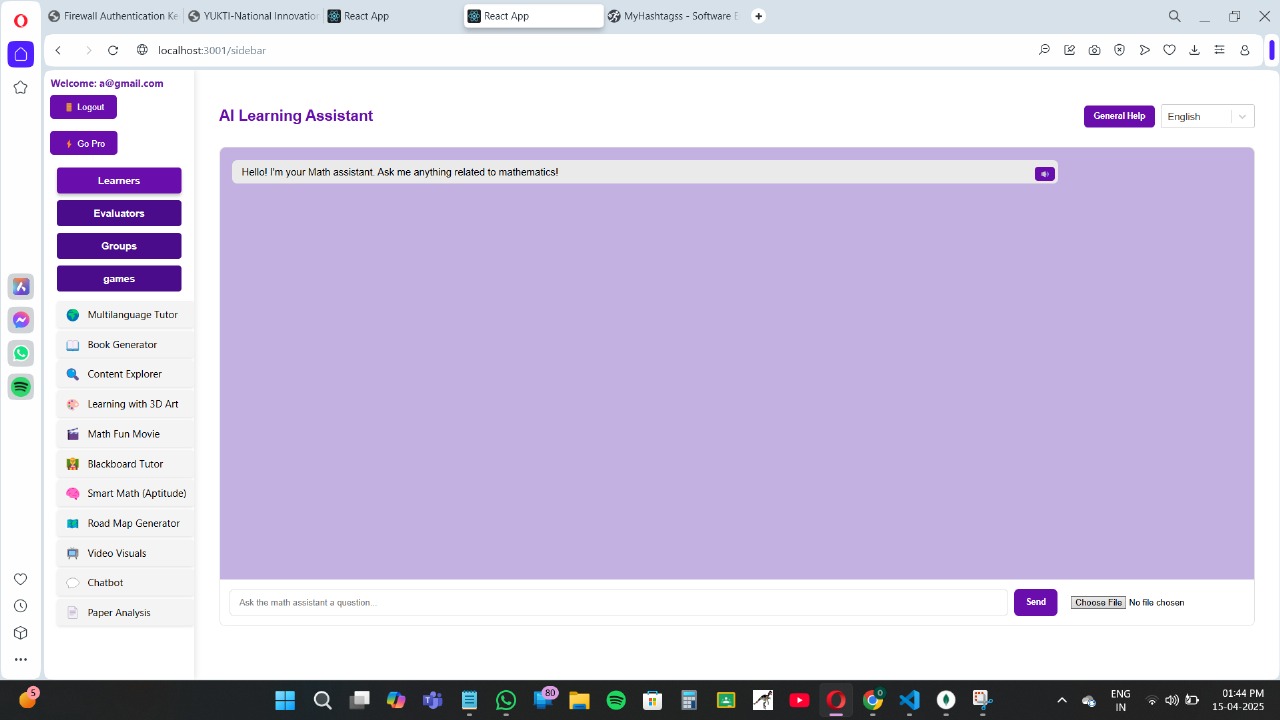 Firewall Authentication Ke
YUKTI-National Innovation
React App
React App
MyHashtagss - Software E
localhost:3001/sidebar
Welcome: a@gmail.com
Logout
Go Pro
Learners
Evaluators
Groups
games
Multilanguage Tutor
Book Generator
Content Explorer
Learning with 3D Art
Math Fun Movie
Blackboard Tutor
Smart Math (Aptitude)
Road Map Generator
Video Visuals
Chatbot
Paper Analysis
AI Learning Assistant
General Help
English
Hello! I'm your Math assistant. Ask me anything related to mathematics!
Ask the math assistant a question...
Send
Choose File No file chosen
5
80
0
ENG
IN
01:44 PM
15-04-2025